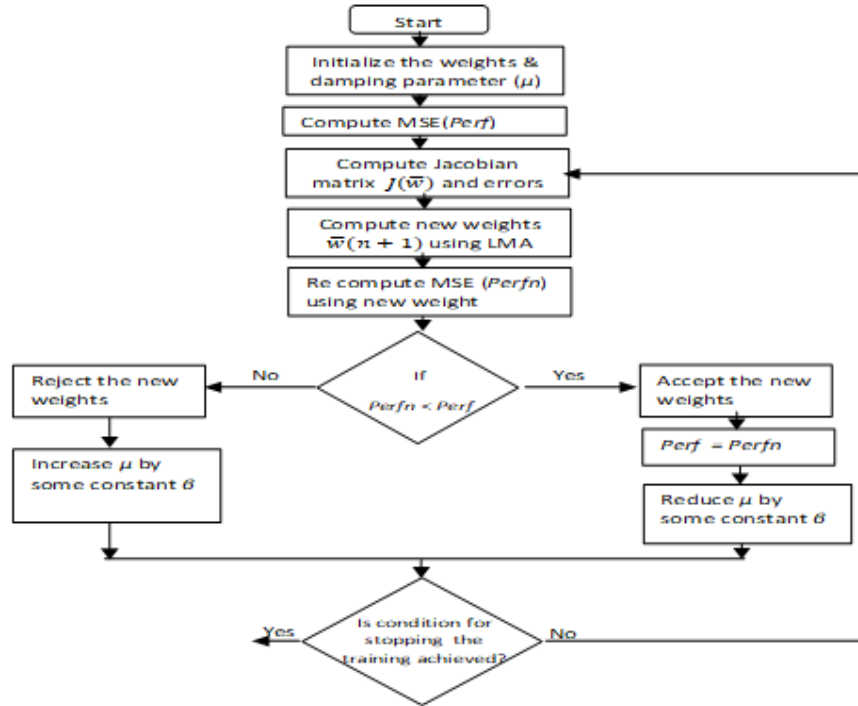 Start
Initialize the weights &
damping parameter (μ)
Compute MSE(Perf)
Compute Jacobian
matrix J(w̅) and errors
Compute new weights
w̅(n + 1) using LMA
Re compute MSE (Perfn)
using new weight
No
If
Yes
Perfn < Perf
Reject the new
weights
Accept the new
weights
Perf = Perfn
Increase μ by
some constant β
Reduce μ by
some constant β
Is condition for
Yes
stopping the
No
training achieved?